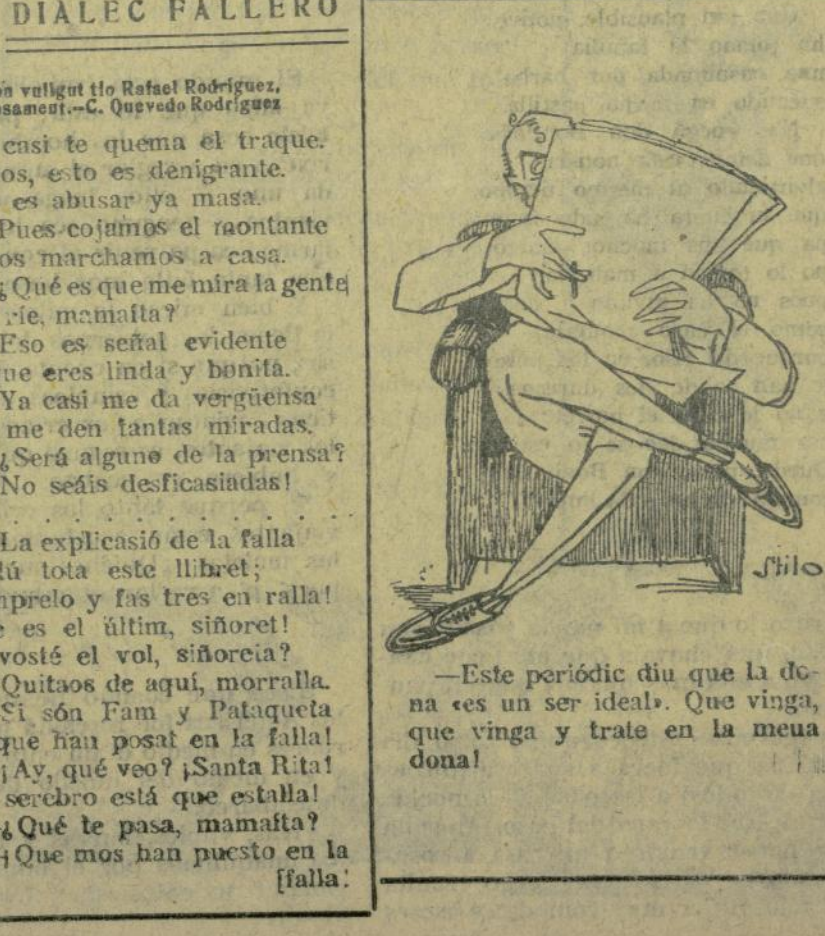 DIALEC FALLERO
vullgut tío Rafael Rodríguez,
C. Quevedo Rodríguez
casi te quema el traque.
os, esto es denigrante.
es abusar ya masa.
Pues cojamos el montante
os marchamos a casa.
¿Qué es que me mira la gente
ríe, mamaíta?
Eso es señal evidente
ue eres linda y bonita.
Ya casi me da vergüensa
me den tantas miradas.
¿Será alguno de la prensa?
No seáis desficasiadas!
. . . . . . . . . . . . . .
La explicasió de la falla
dú tota este llibret;
mprelo y fas tres en ralla!
e es el últim, siñoret!
vosté el vol, siñoreta?
Quitaos de aquí, morralla.
Si són Fam y Pataqueta
que han posat en la falla!
¡Ay, qué veo? ¡Santa Rita!
serebro está que estalla!
¿Qué te pasa, mamaíta?
¡Que mos han puesto en la
[falla!
Stilo
—Este periódic diu que la do-
na «es un ser ideal». Que vinga,
que vinga y trate en la meua
dona!